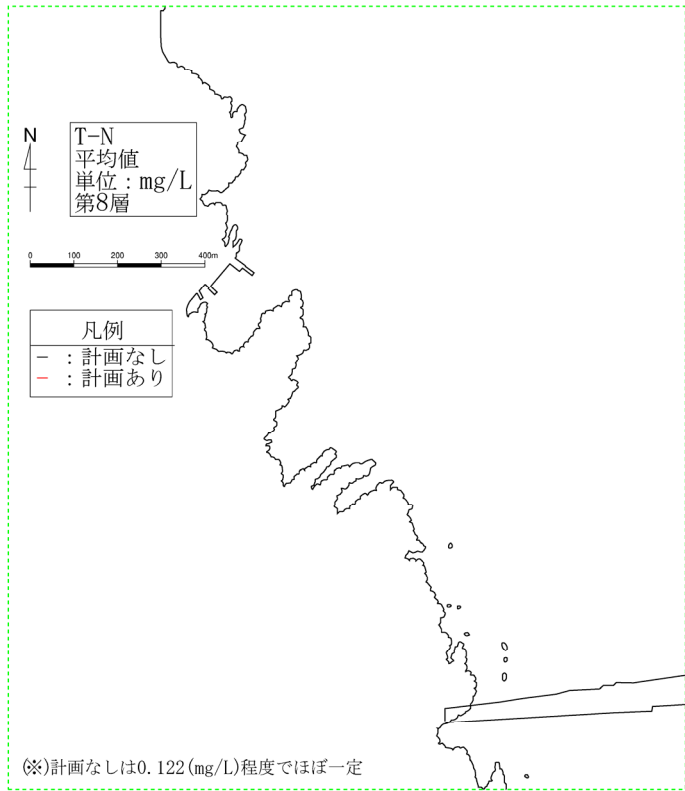 N
T-N
平均値
単位：mg/L
第8層
0 100 200 300 400m
凡例
－ ：計画なし
－ ：計画あり
(※)計画なしは0.122(mg/L)程度でほぼ一定